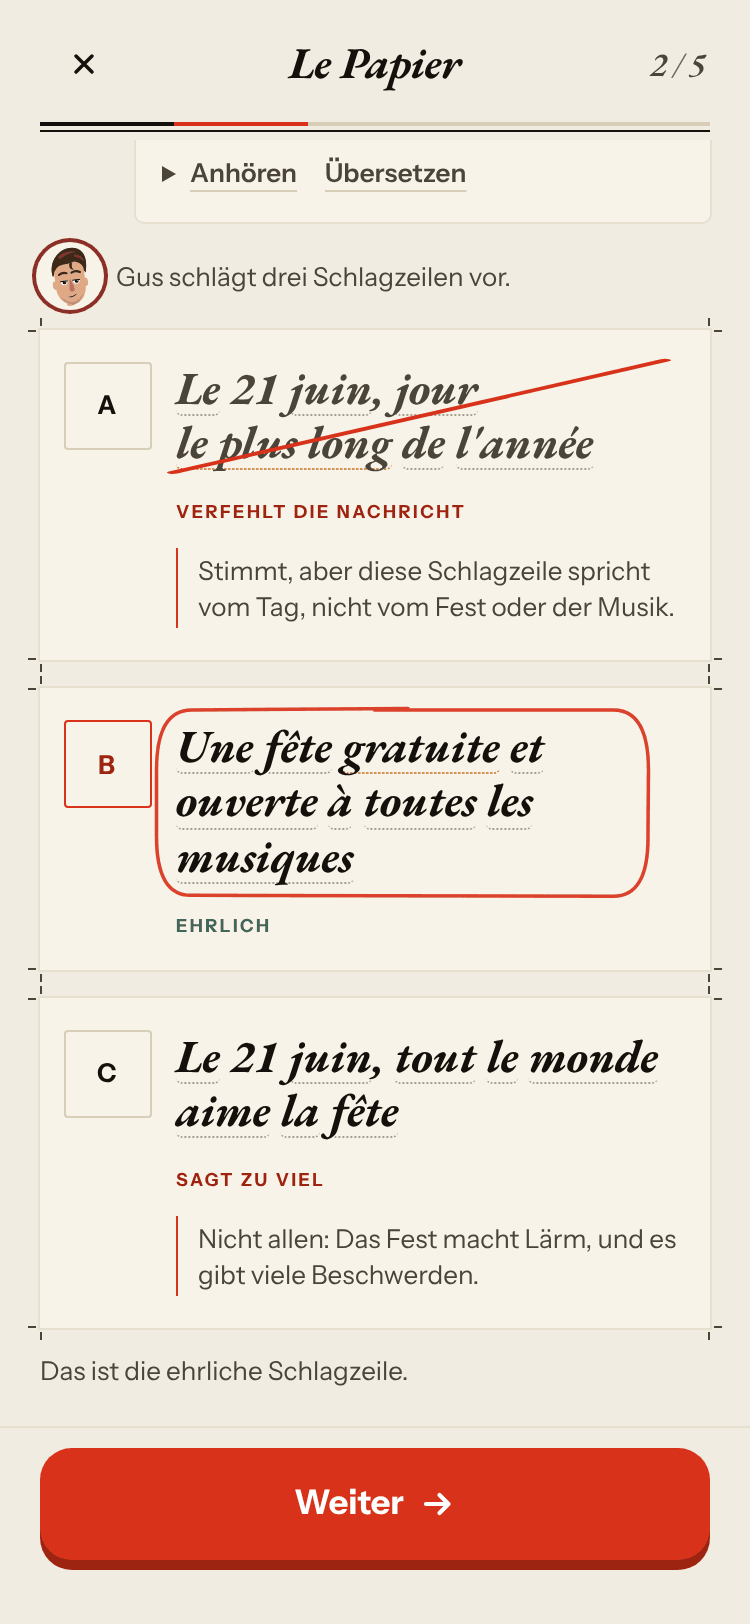 Le Papier
2/5
Anhören Übersetzen
Gus schlägt drei Schlagzeilen vor.
A
Le 21 juin, jour
le plus long de l'année
VERFEHLT DIE NACHRICHT
Stimmt, aber diese Schlagzeile spricht
vom Tag, nicht vom Fest oder der Musik.
B
Une fête gratuite et
ouverte à toutes les
musiques
EHRLICH
C
Le 21 juin, tout le monde
aime la fête
SAGT ZU VIEL
Nicht allen: Das Fest macht Lärm, und es
gibt viele Beschwerden.
Das ist die ehrliche Schlagzeile.
Weiter →